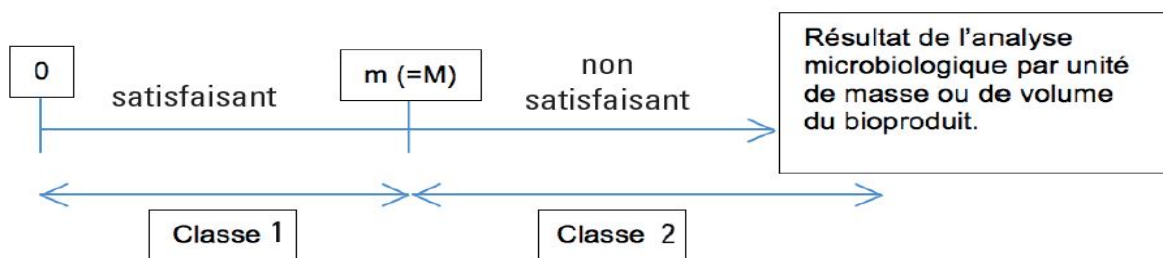 0
satisfaisant
m (=M)
non
satisfaisant
Résultat de l'analyse
microbiologique par unité
de masse ou de volume
du bioproduit.
Classe 1
Classe 2